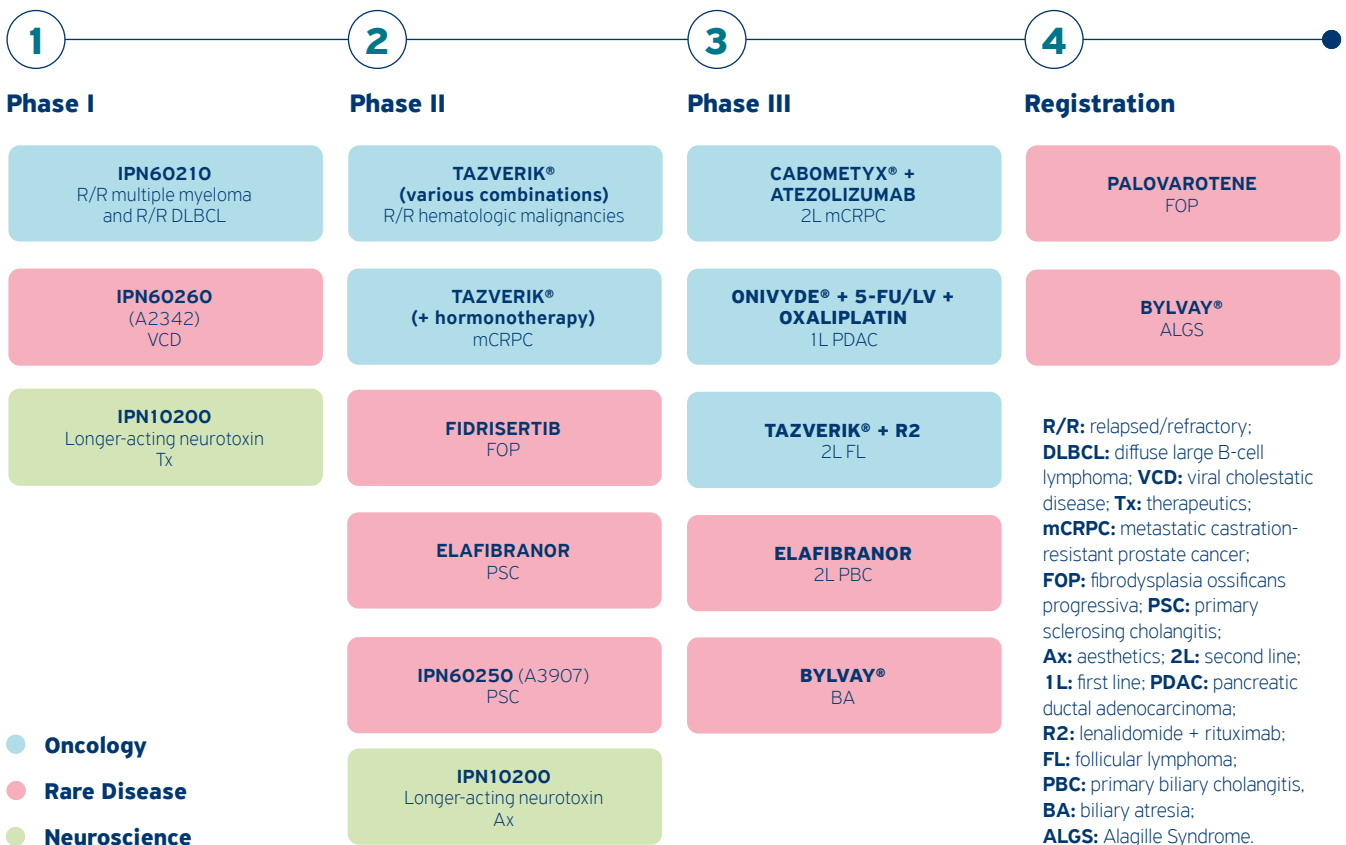 1
2
3
4
Phase I
Phase II
Phase III
Registration
IPN60210
R/R multiple myeloma
and R/R DLBCL
IPN60260
(A2342)
VCD
IPN10200
Longer-acting neurotoxin
Tx
TAZVERIK®
(various combinations)
R/R hematologic malignancies
TAZVERIK®
(+ hormonotherapy)
mCRPC
FIDRISERTIB
FOP
ELAFIBRANOR
PSC
IPN60250 (A3907)
PSC
IPN10200
Longer-acting neurotoxin
Ax
CABOMETYX® +
ATEZOLIZUMAB
2L mCRPC
ONIVYDE® + 5-FU/LV +
OXALIPLATIN
1L PDAC
TAZVERIK® + R2
2L FL
ELAFIBRANOR
2L PBC
BYLVAY®
BA
PALOVAROTENE
FOP
BYLVAY®
ALGS
R/R: relapsed/refractory;
DLBCL: diffuse large B-cell
lymphoma; VCD: viral cholestatic
disease; Tx: therapeutics;
mCRPC: metastatic castration-
resistant prostate cancer;
FOP: fibrodysplasia ossificans
progressiva; PSC: primary
sclerosing cholangitis;
Ax: aesthetics; 2L: second line;
1L: first line; PDAC: pancreatic
ductal adenocarcinoma;
R2: lenalidomide + rituximab;
FL: follicular lymphoma;
PBC: primary biliary cholangitis,
BA: biliary atresia;
ALGS: Alagille Syndrome.
Oncology
Rare Disease
Neuroscience